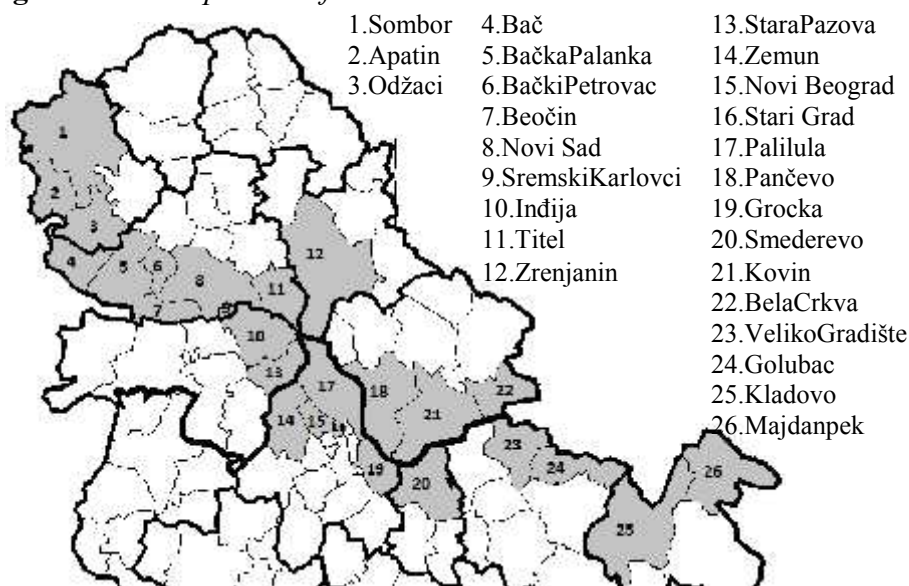 1.Sombor
2.Apatin
3.Odžaci
4.Bač
5.BačkaPalanka
6.BačkiPetrovac
7.Beočin
8.Novi Sad
9.SremskiKarlovci
10.Inđija
11.Titel
12.Zrenjanin
13.StaraPazova
14.Zemun
15.Novi Beograd
16.Stari Grad
17.Palilula
18.Pančevo
19.Grocka
20.Smederevo
21.Kovin
22.BelaCrkva
23.VelikoGradište
24.Golubac
25.Kladovo
26.Majdanpek
1
2
3
4
5
6
7
8
9
10
11
12
13
14
15
17
18
19
20
21
22
23
24
25
26